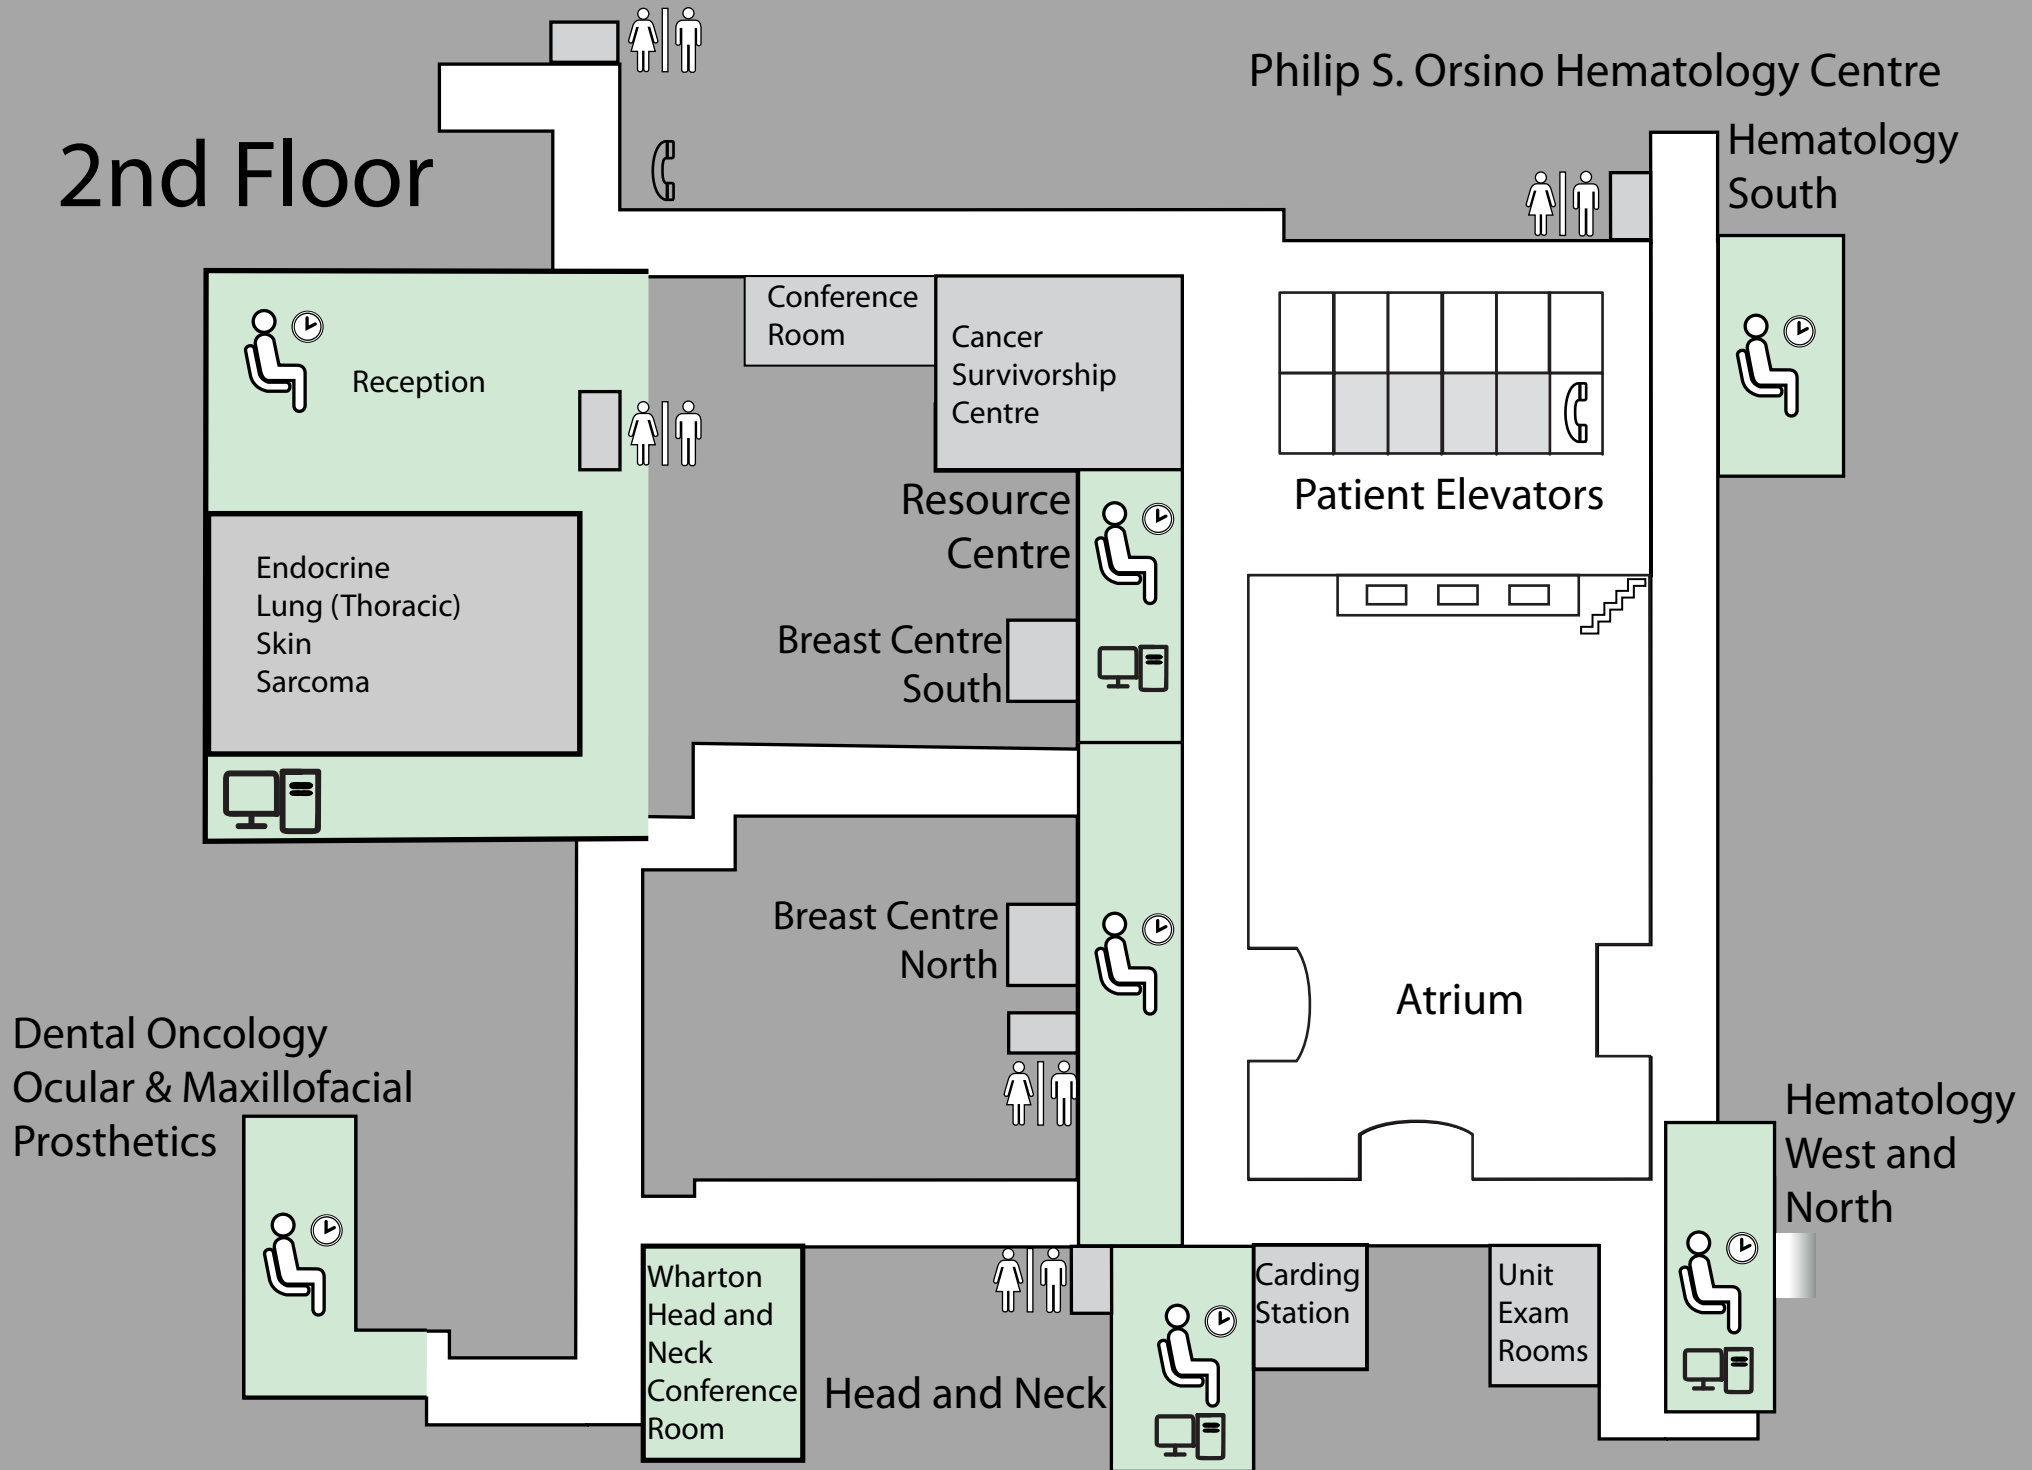 Philip S. Orsino Hematology Centre
Hematology
South
2nd Floor
Conference
Room
Cancer
Survivorship
Centre
Reception
Patient Elevators
Resource
Centre
Endocrine
Lung (Thoracic)
Skin
Sarcoma
Breast Centre
South
Breast Centre
North
Atrium
Dental Oncology
Ocular & Maxillofacial
Prosthetics
Hematology
West and
North
Wharton
Head and
Neck
Conference
Room
Head and Neck
Carding
Station
Unit
Exam
Rooms